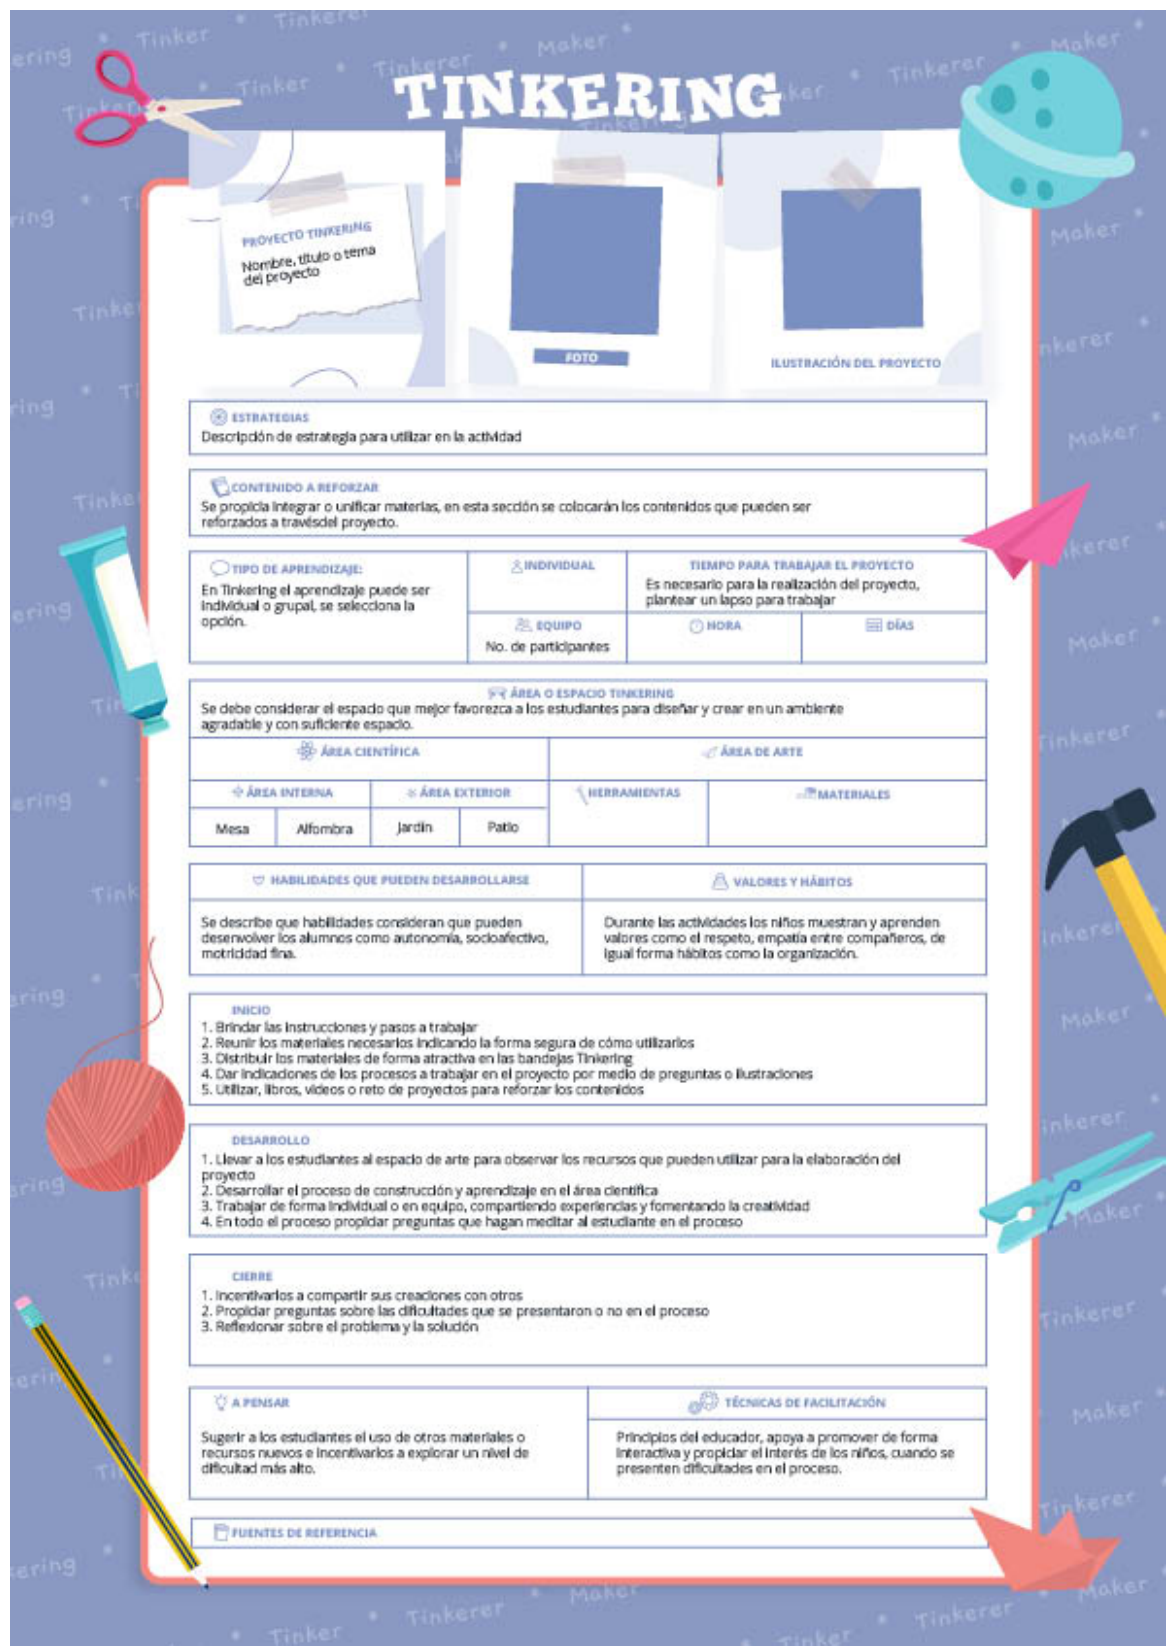 TINKERING
PROYECTO TINKERING
Nombre, título o tema
del proyecto
FOTO
ILUSTRACIÓN DEL PROYECTO
ESTRATEGIAS
Descripción de estrategia para utilizar en la actividad
CONTENIDO A REFORZAR
Se propicia integrar o unificar materias, en esta sección se colocarán los contenidos que pueden ser
reforzados a travésdel proyecto.
TIPO DE APRENDIZAJE:
En Tinkering el aprendizaje puede ser
individual o grupal, se selecciona la
opción.
INDIVIDUAL
EQUIPO
No. de participantes
TIEMPO PARA TRABAJAR EL PROYECTO
Es necesario para la realización del proyecto,
plantear un lapso para trabajar
HORA
DÍAS
ÁREA O ESPACIO TINKERING
Se debe considerar el espacio que mejor favorezca a los estudiantes para diseñar y crear en un ambiente
agradable y con suficiente espacio.
ÁREA CIENTÍFICA
ÁREA DE ARTE
ÁREA INTERNA
ÁREA EXTERIOR
HERRAMIENTAS
MATERIALES
Mesa
Alfombra
Jardín
Patio
HABILIDADES QUE PUEDEN DESARROLLARSE
Se describe que habilidades consideran que pueden
desenvolver los alumnos como autonomía, socioafectivo,
motricidad fina.
VALORES Y HÁBITOS
Durante las actividades los niños muestran y aprenden
valores como el respeto, empatía entre compañeros, de
igual forma hábitos como la organización.
INICIO
1. Brindar las instrucciones y pasos a trabajar
2. Reunir los materiales necesarios indicando la forma segura de cómo utilizarlos
3. Distribuir los materiales de forma atractiva en las bandejas Tinkering
4. Dar indicaciones de los procesos a trabajar en el proyecto por medio de preguntas o ilustraciones
5. Utilizar, libros, videos o reto de proyectos para reforzar los contenidos
DESARROLLO
1. Llevar a los estudiantes al espacio de arte para observar los recursos que pueden utilizar para la elaboración del
proyecto
2. Desarrollar el proceso de construcción y aprendizaje en el área científica
3. Trabajar de forma individual o en equipo, compartiendo experiencias y fomentando la creatividad
4. En todo el proceso propiciar preguntas que hagan meditar al estudiante en el proceso
CIERRE
1. Incentivarlos a compartir sus creaciones con otros
2. Propiciar preguntas sobre las dificultades que se presentaron o no en el proceso
3. Reflexionar sobre el problema y la solución
A PENSAR
Sugerir a los estudiantes el uso de otros materiales o
recursos nuevos e incentivarlos a explorar un nivel de
dificultad más alto.
TÉCNICAS DE FACILITACIÓN
Principios del educador, apoya a promover de forma
interactiva y propiciar el interés de los niños, cuando se
presenten dificultades en el proceso.
FUENTES DE REFERENCIA